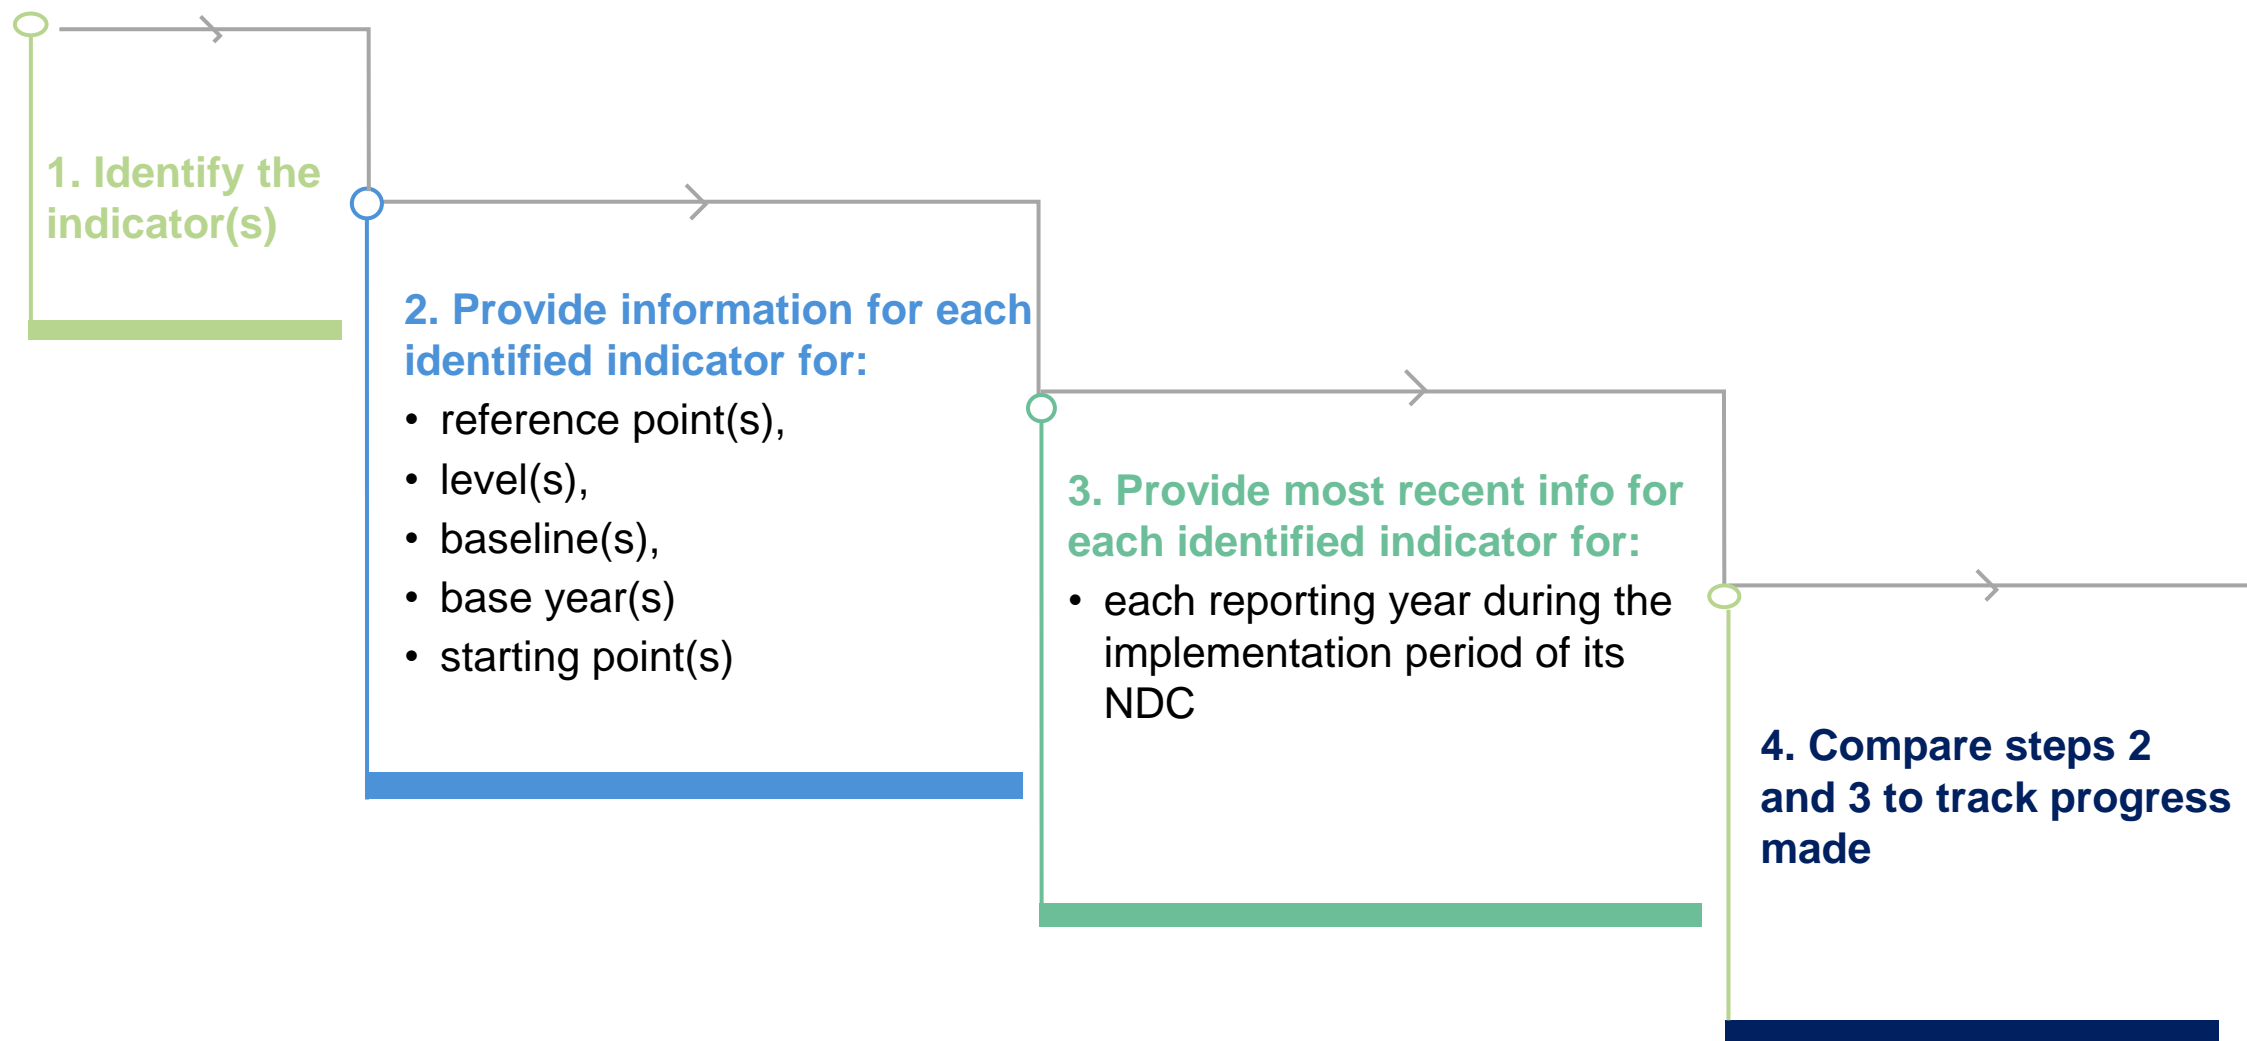 1. Identify the
indicator(s)
2. Provide information for each
identified indicator for:
• reference point(s),
• level(s),
• baseline(s),
• base year(s)
• starting point(s)
3. Provide most recent info for
each identified indicator for:
• each reporting year during the
implementation period of its
NDC
4. Compare steps 2
and 3 to track progress
made